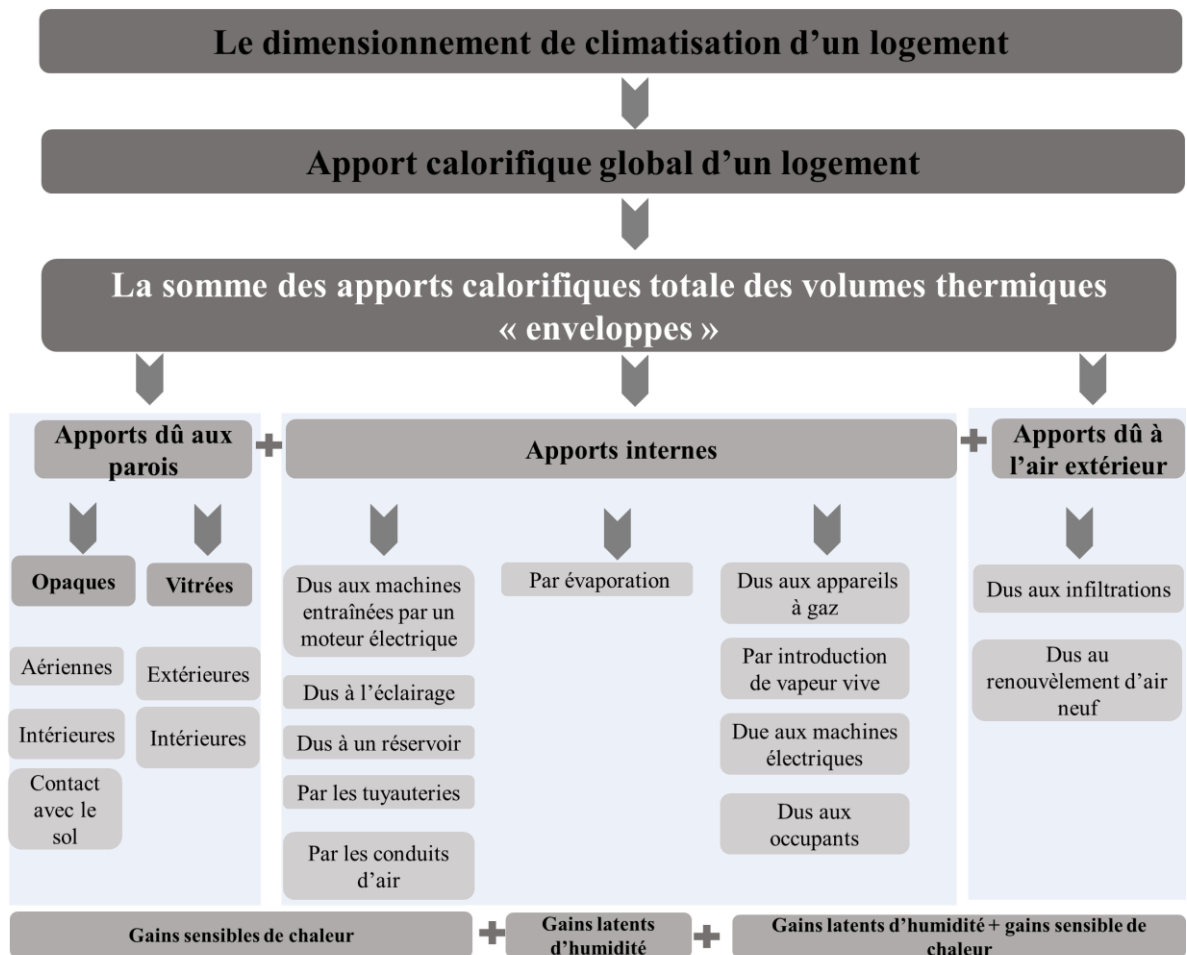 Le dimensionnement de climatisation d’un logement
Apport calorifique global d’un logement
La somme des apports calorifiques totale des volumes thermiques
« enveloppes »
Apports dû aux
parois
Apports internes
Apports dû à
l’air extérieur
Opaques
Vitrées
Aériennes
Intérieures
Contact
avec le
sol
Extérieures
Intérieures
Dus aux machines
entraînées par un
moteur électrique
Dus à l’éclairage
Dus à un réservoir
Par les tuyauteries
Par les conduits
d’air
Par évaporation
Dus aux appareils
à gaz
Par introduction
de vapeur vive
Due aux machines
électriques
Dus aux
occupants
Dus aux infiltrations
Dus au
renouvèlement d’air
neuf
Gains sensibles de chaleur
Gains latents
d’humidité
Gains latents d’humidité + gains sensible de
chaleur